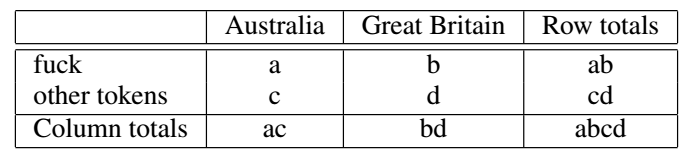 Australia Great Britain Row totals
fuck a b ab
other tokens c d cd
Column totals ac bd abcd